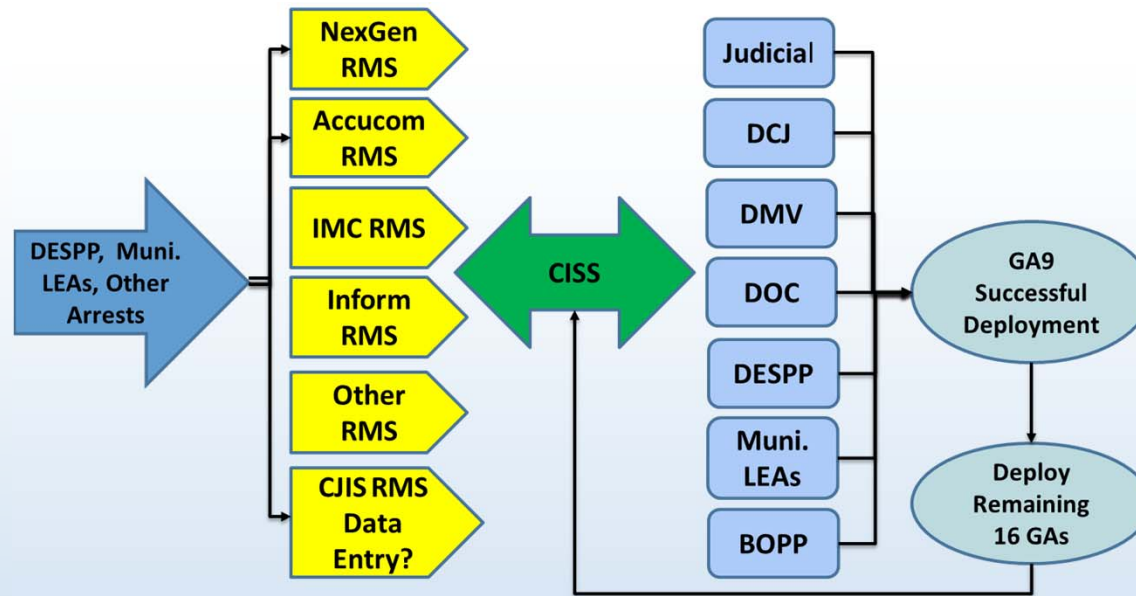 DESPP, Muni.
LEAs, Other
Arrests
NexGen
RMS
Accucom
RMS
IMC RMS
Inform
RMS
Other
RMS
CJIS RMS
Data
Entry?
CISS
Judicial
DCJ
DMV
DOC
DESPP
Muni.
LEAs
BOPP
GA9
Successful
Deployment
Deploy
Remaining
16 GAs